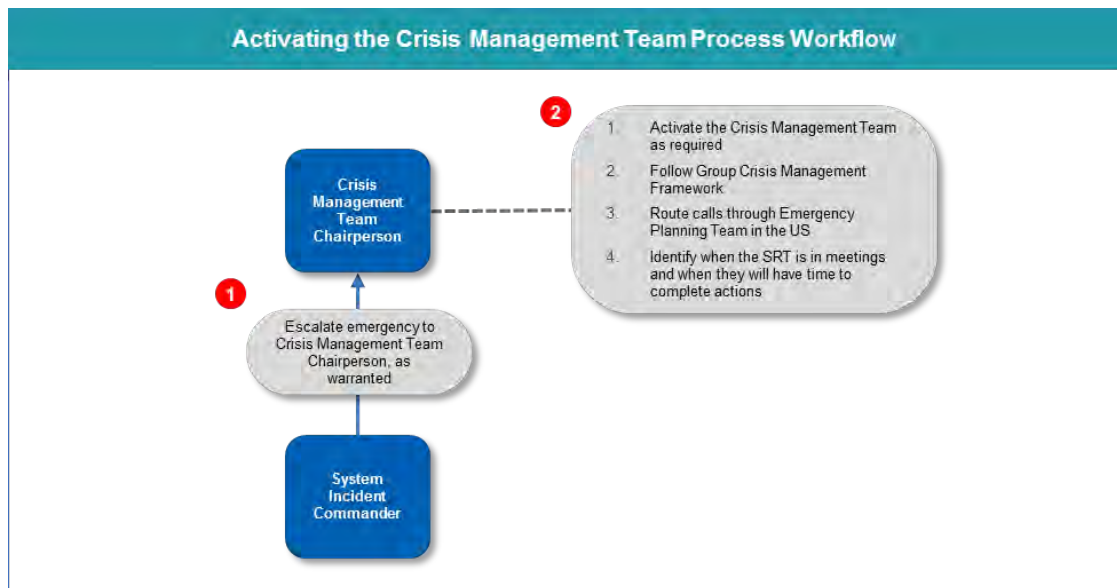 Activating the Crisis Management Team Process Workflow
2
1. Activate the Crisis Management Team
as required
2. Follow Group Crisis Management
Framework
3. Route calls through Emergency
Planning Team in the US
4. Identify when the SRT is in meetings
and when they will have time to
complete actions
Crisis
Management
Team
Chairperson
1
Escalate emergency to
Crisis Management Team
Chairperson, as
warranted
System
Incident
Commander